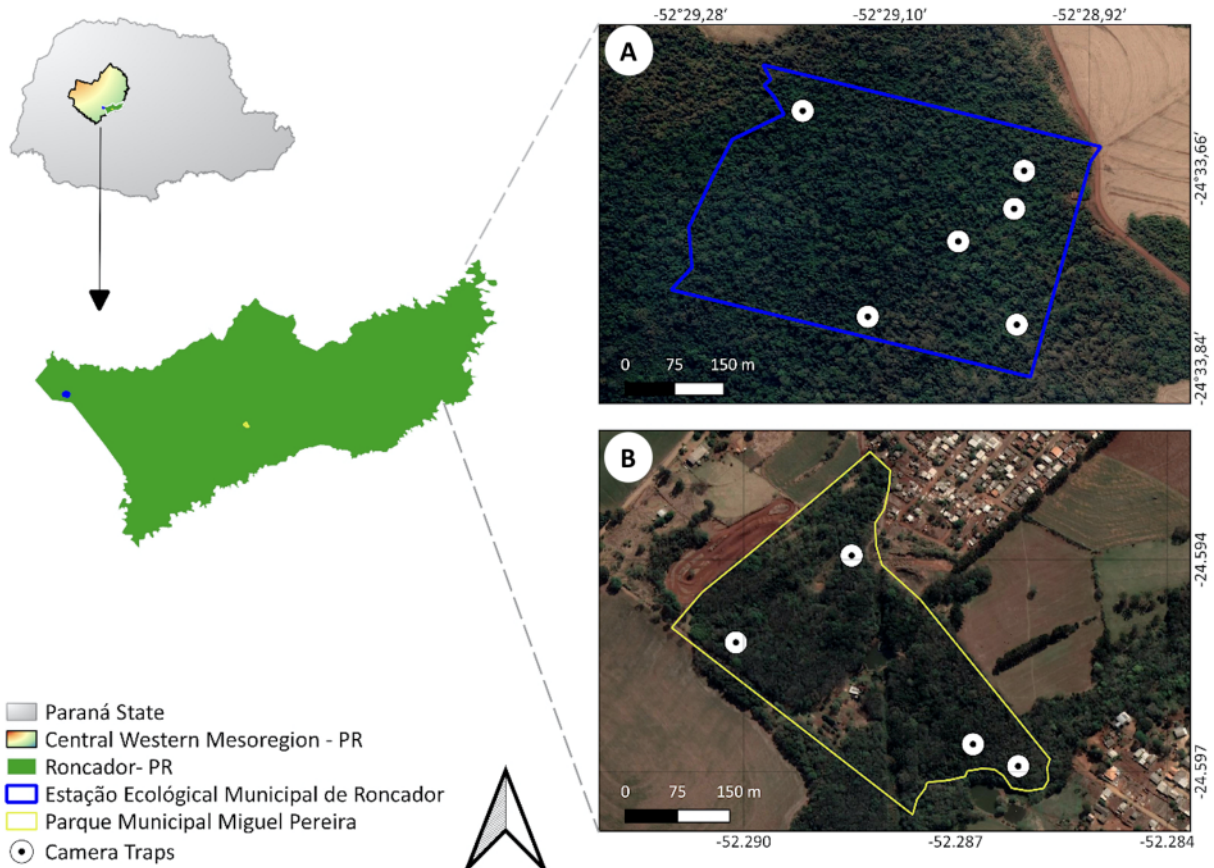 -52°29,28' -52°29,10' -52°28,92'
A
-24°33,66'
-24°33,84'
0 75 150 m
B
-24.594
-24.597
0 75 150 m
-52.290 -52.287 -52.284
Paraná State
Central Western Mesoregion - PR
Roncador- PR
Estação Ecológical Municipal de Roncador
Parque Municipal Miguel Pereira
Camera Traps